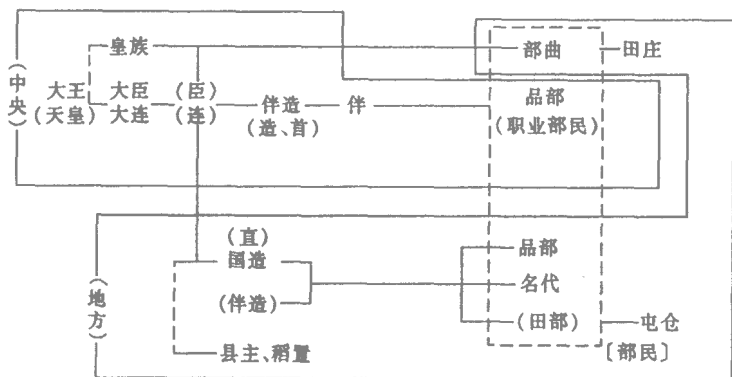 (中央)
皇族
部曲
田庄
大王
(天皇)
大臣
大连
(臣)
(连)
伴造
(造、首)
伴
品部
(职业部民)
(地方)
(直)
国造
(伴造)
县主、稻置
品部
名代
(田部)
屯仓
〔部民〕